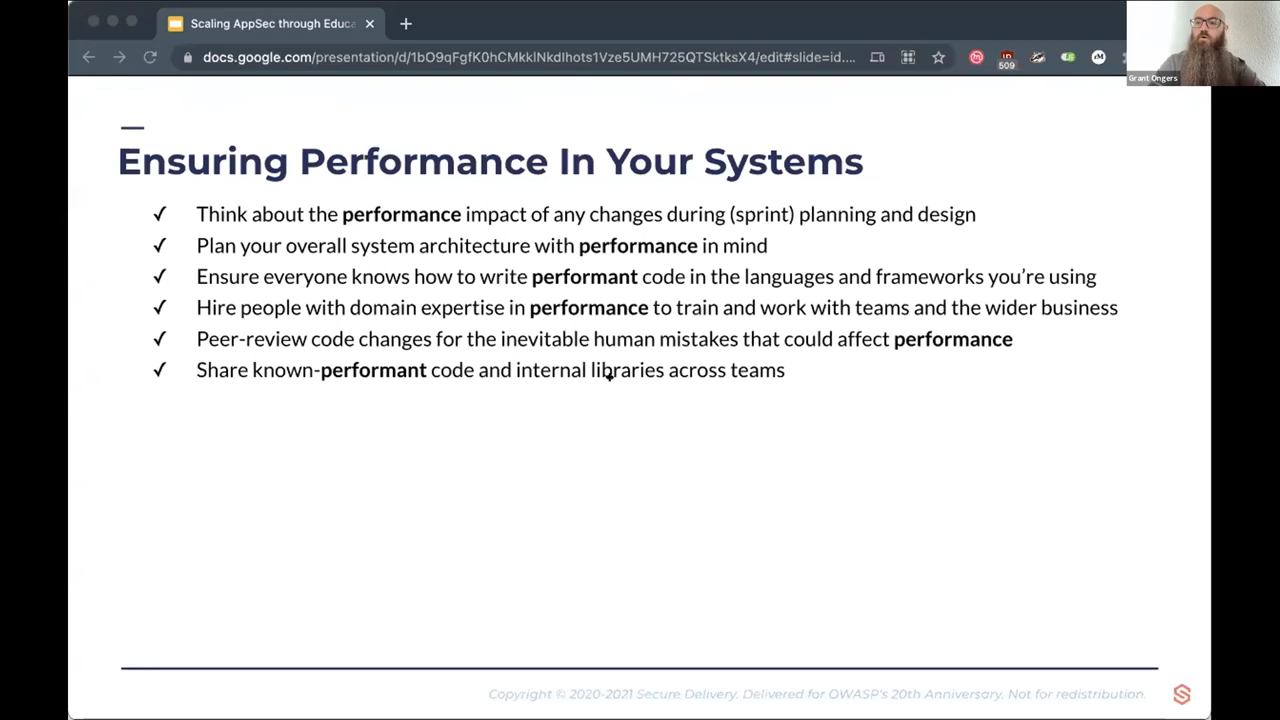 Scaling AppSec through Educa
docs.google.com/presentation/d/1bO9qFgfK0hCMkklNkdIhots1Vze5UMH725QTSktksX4/edit#slide=id....
509
Grant Ongers
Ensuring Performance In Your Systems
✓ Think about the performance impact of any changes during (sprint) planning and design
✓ Plan your overall system architecture with performance in mind
✓ Ensure everyone knows how to write performant code in the languages and frameworks you’re using
✓ Hire people with domain expertise in performance to train and work with teams and the wider business
✓ Peer-review code changes for the inevitable human mistakes that could affect performance
✓ Share known-performant code and internal libraries across teams
Copyright © 2020-2021 Secure Delivery. Delivered for OWASP's 20th Anniversary. Not for redistribution.